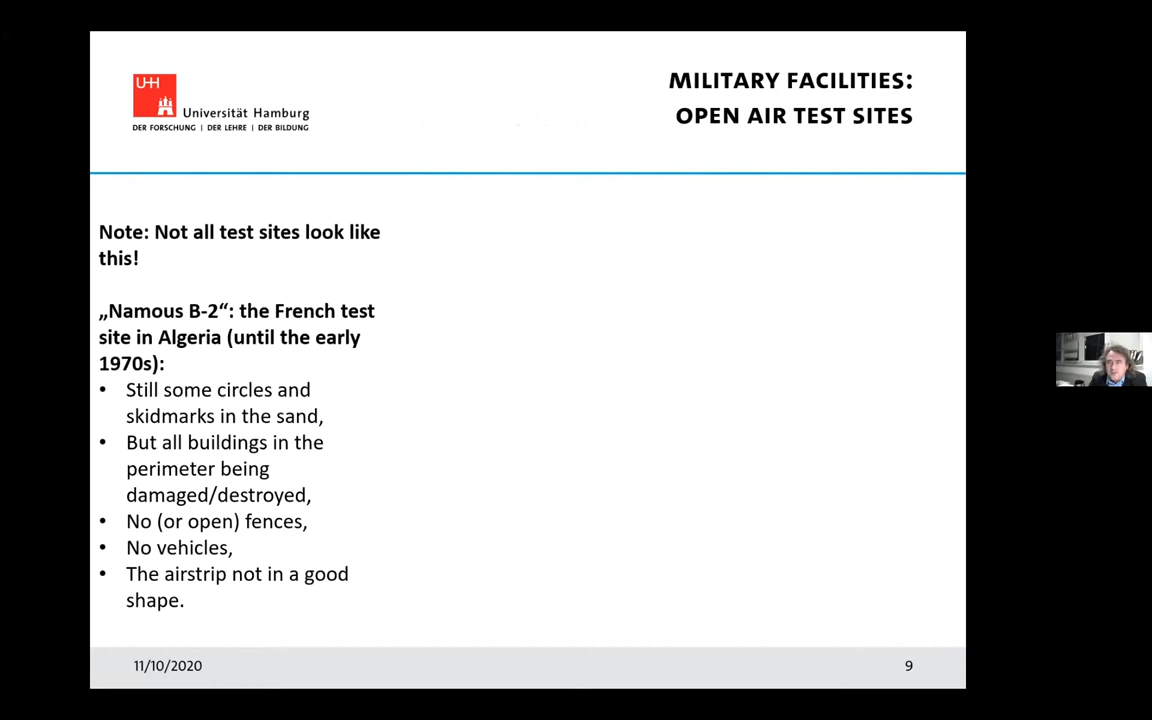 UHH
Universität Hamburg
DER FORSCHUNG | DER LEHRE | DER BILDUNG
MILITARY FACILITIES:
OPEN AIR TEST SITES
Note: Not all test sites look like
this!
„Namous B-2“: the French test
site in Algeria (until the early
1970s):
• Still some circles and
skidmarks in the sand,
• But all buildings in the
perimeter being
damaged/destroyed,
• No (or open) fences,
• No vehicles,
• The airstrip not in a good
shape.
11/10/2020
9